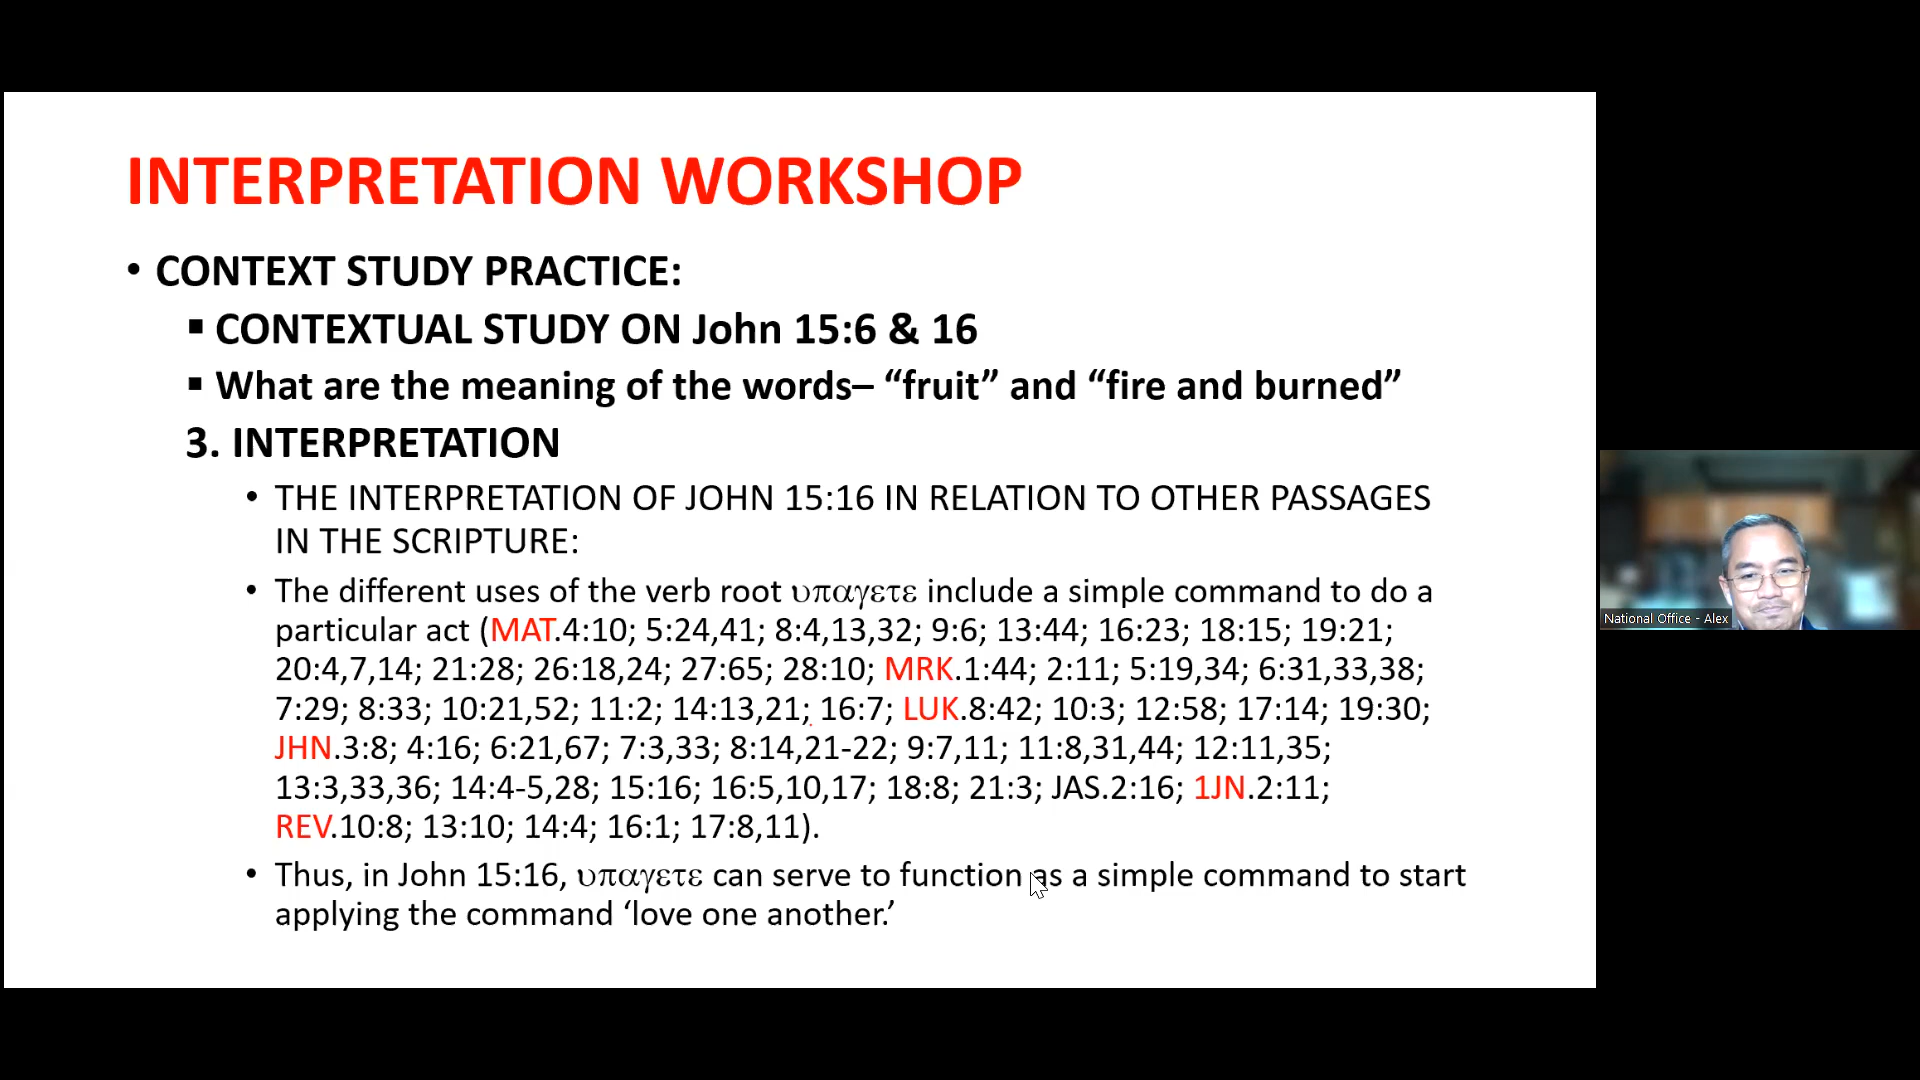 INTERPRETATION WORKSHOP
• CONTEXT STUDY PRACTICE:
▪ CONTEXTUAL STUDY ON John 15:6 & 16
▪ What are the meaning of the words– “fruit” and “fire and burned”
3. INTERPRETATION
• THE INTERPRETATION OF JOHN 15:16 IN RELATION TO OTHER PASSAGES
IN THE SCRIPTURE:
• The different uses of the verb root υπαγετε include a simple command to do a
particular act (MAT.4:10; 5:24,41; 8:4,13,32; 9:6; 13:44; 16:23; 18:15; 19:21;
20:4,7,14; 21:28; 26:18,24; 27:65; 28:10; MRK.1:44; 2:11; 5:19,34; 6:31,33,38;
7:29; 8:33; 10:21,52; 11:2; 14:13,21; 16:7; LUK.8:42; 10:3; 12:58; 17:14; 19:30;
JHN.3:8; 4:16; 6:21,67; 7:3,33; 8:14,21-22; 9:7,11; 11:8,31,44; 12:11,35;
13:3,33,36; 14:4-5,28; 15:16; 16:5,10,17; 18:8; 21:3; JAS.2:16; 1JN.2:11;
REV.10:8; 13:10; 14:4; 16:1; 17:8,11).
• Thus, in John 15:16, υπαγετε can serve to function as a simple command to start
applying the command ‘love one another.’
National Office - Alex